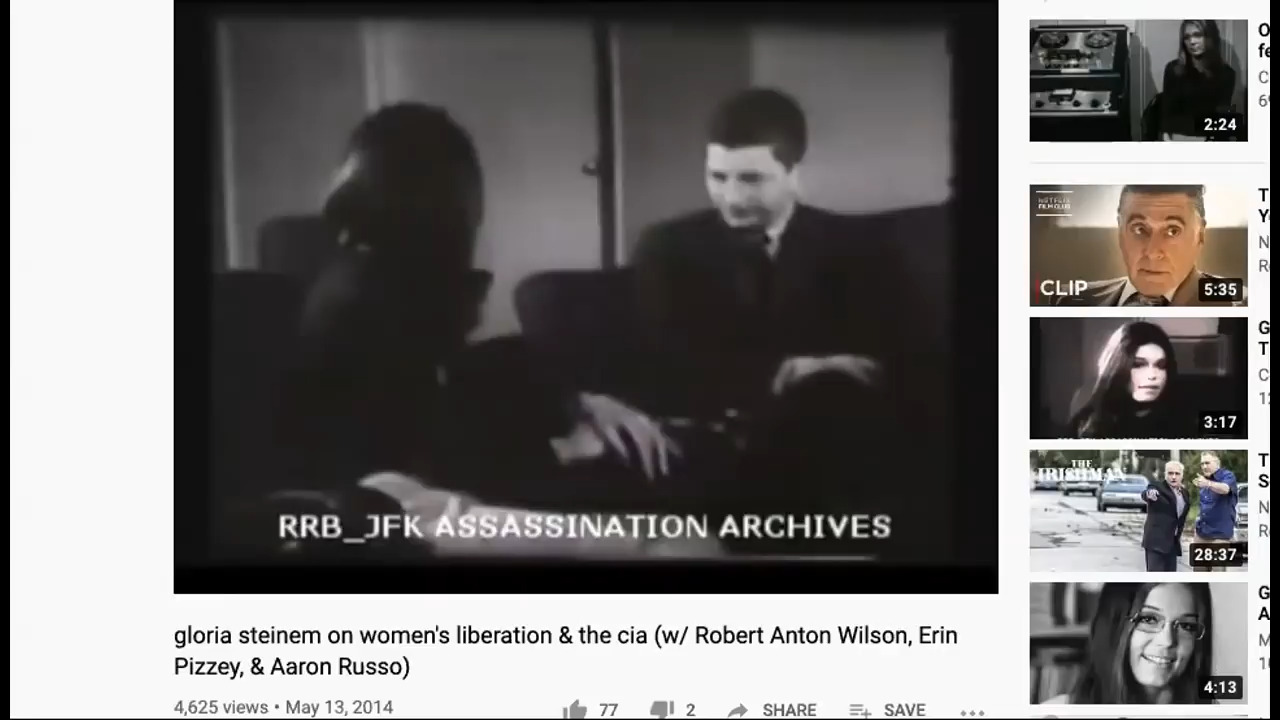 RRB_JFK ASSASSINATION ARCHIVES
gloria steinem on women's liberation & the cia (w/ Robert Anton Wilson, Erin
Pizzey, & Aaron Russo)
4,625 views • May 13, 2014
77
2
SHARE
SAVE
2:24
O
fe
C
69
NETFLIX
FILM CLUB
CLIP
5:35
T
Y
N
R
3:17
G
T
C
THE
IRISHMAN
28:37
T
S
N
R
4:13
G
A
M